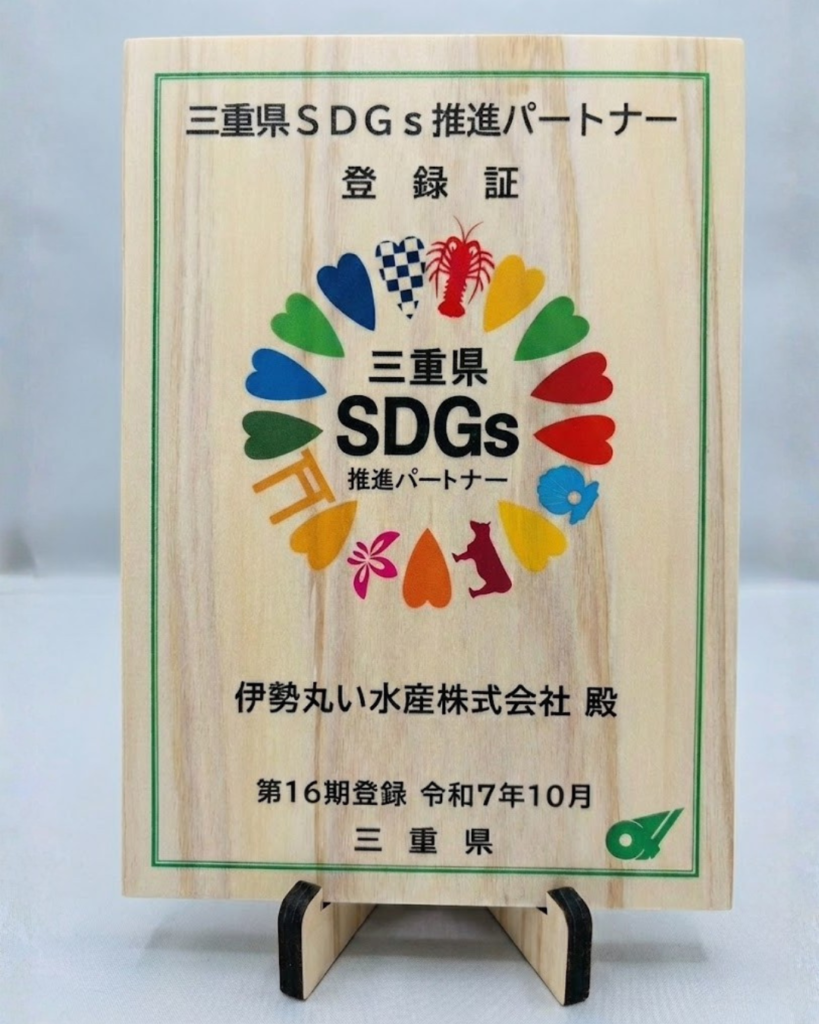 三重県ＳＤＧｓ推進パートナー
登 録 証
三重県
SDGs
推進パートナー
伊勢丸い水産株式会社 殿
第16期登録 令和7年10月
三 重 県